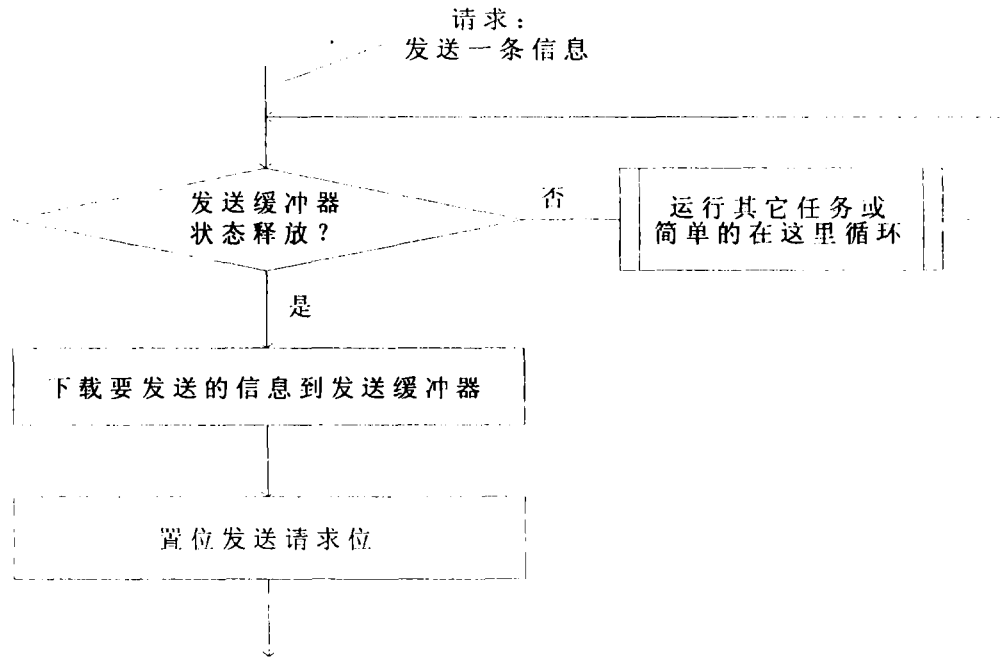 请求：
发送一条信息
发送缓冲器
状态释放？
否
运行其它任务或
简单的在这里循环
是
下载要发送的信息到发送缓冲器
置位发送请求位